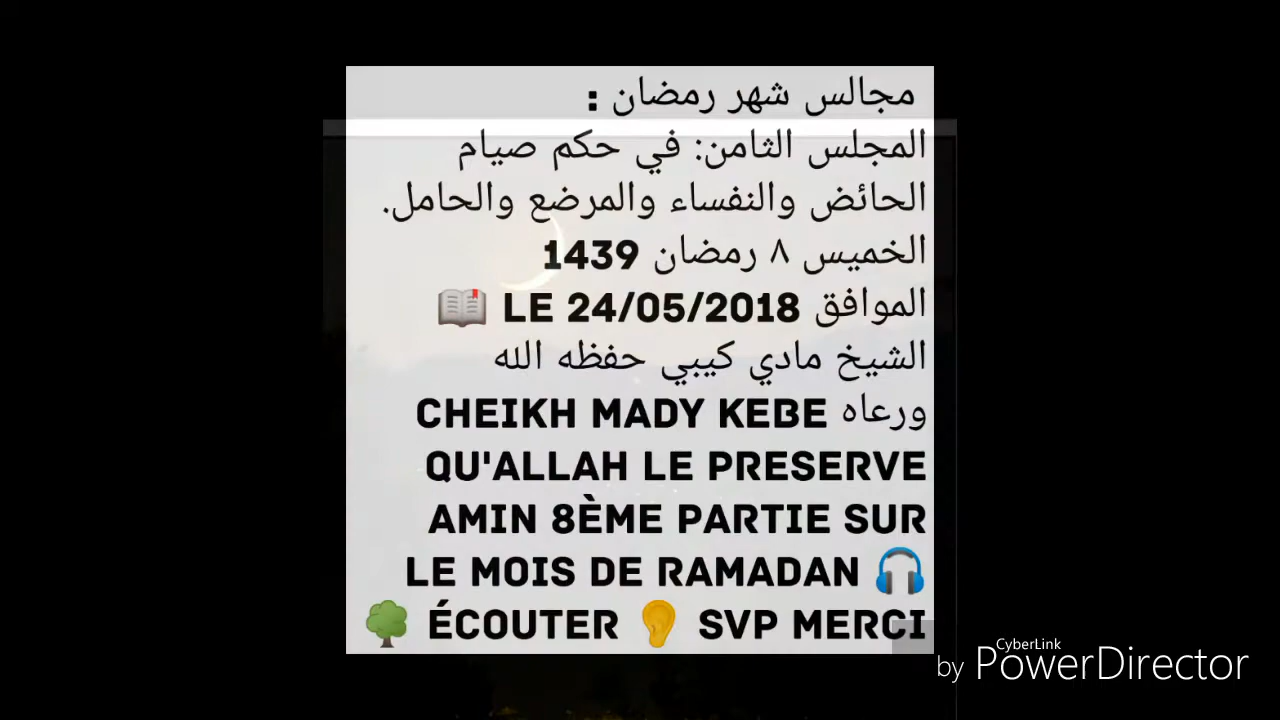 مجالس شهر رمضان :
المجلس الثامن: في حكم صيام
الحائض والنفساء والمرضع والحامل.
الخميس ٨ رمضان 1439
الموافق LE 24/05/2018 📖
الشيخ مادي كيبي حفظه الله
ورعاه CHEIKH MADY KEBE
QU'ALLAH LE PRESERVE
AMIN 8ÈME PARTIE SUR
LE MOIS DE RAMADAN 🎧
🌳 ÉCOUTER 👂 SVP MERCI
CyberLink
by PowerDirector